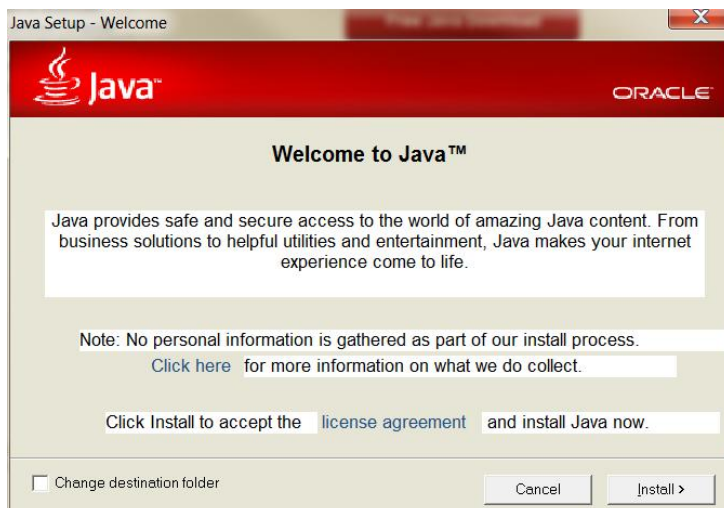 Java Setup - Welcome
Free Java Download
Java™
ORACLE
Welcome to Java™
Java provides safe and secure access to the world of amazing Java content. From
business solutions to helpful utilities and entertainment, Java makes your internet
experience come to life.
Note: No personal information is gathered as part of our install process.
Click here for more information on what we do collect.
Click Install to accept the license agreement and install Java now.
Change destination folder
Cancel
Install >